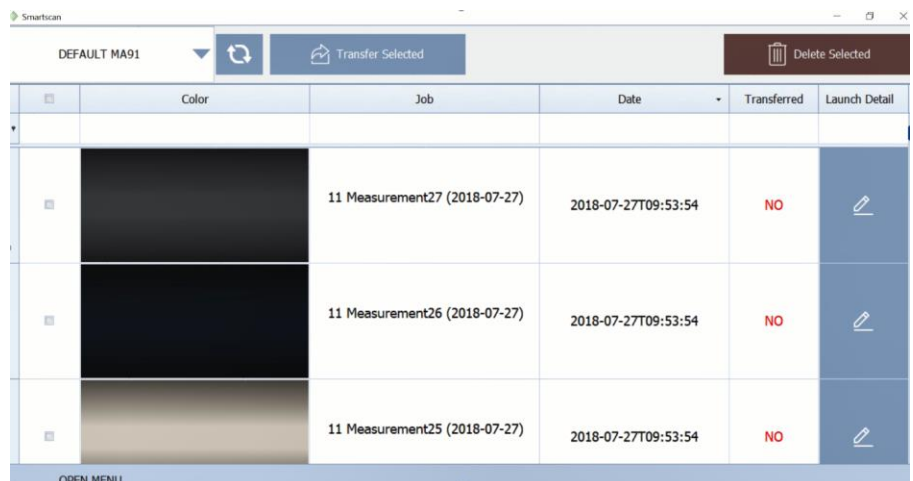 Smartscan
DEFAULT MA91
Transfer Selected
Delete Selected
Color Job Date Transferred Launch Detail
11 Measurement27 (2018-07-27) 2018-07-27T09:53:54 NO
11 Measurement26 (2018-07-27) 2018-07-27T09:53:54 NO
11 Measurement25 (2018-07-27) 2018-07-27T09:53:54 NO
OPEN MENU